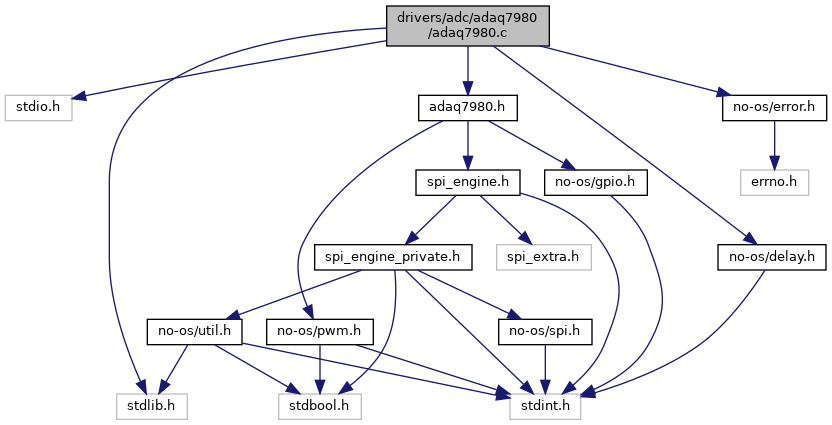 drivers/adc/adaq7980
/adaq7980.c
stdio.h
adaq7980.h
no-os/error.h
spi_engine.h
no-os/gpio.h
errno.h
spi_engine_private.h
spi_extra.h
no-os/delay.h
no-os/util.h
no-os/pwm.h
no-os/spi.h
stdlib.h
stdbool.h
stdint.h